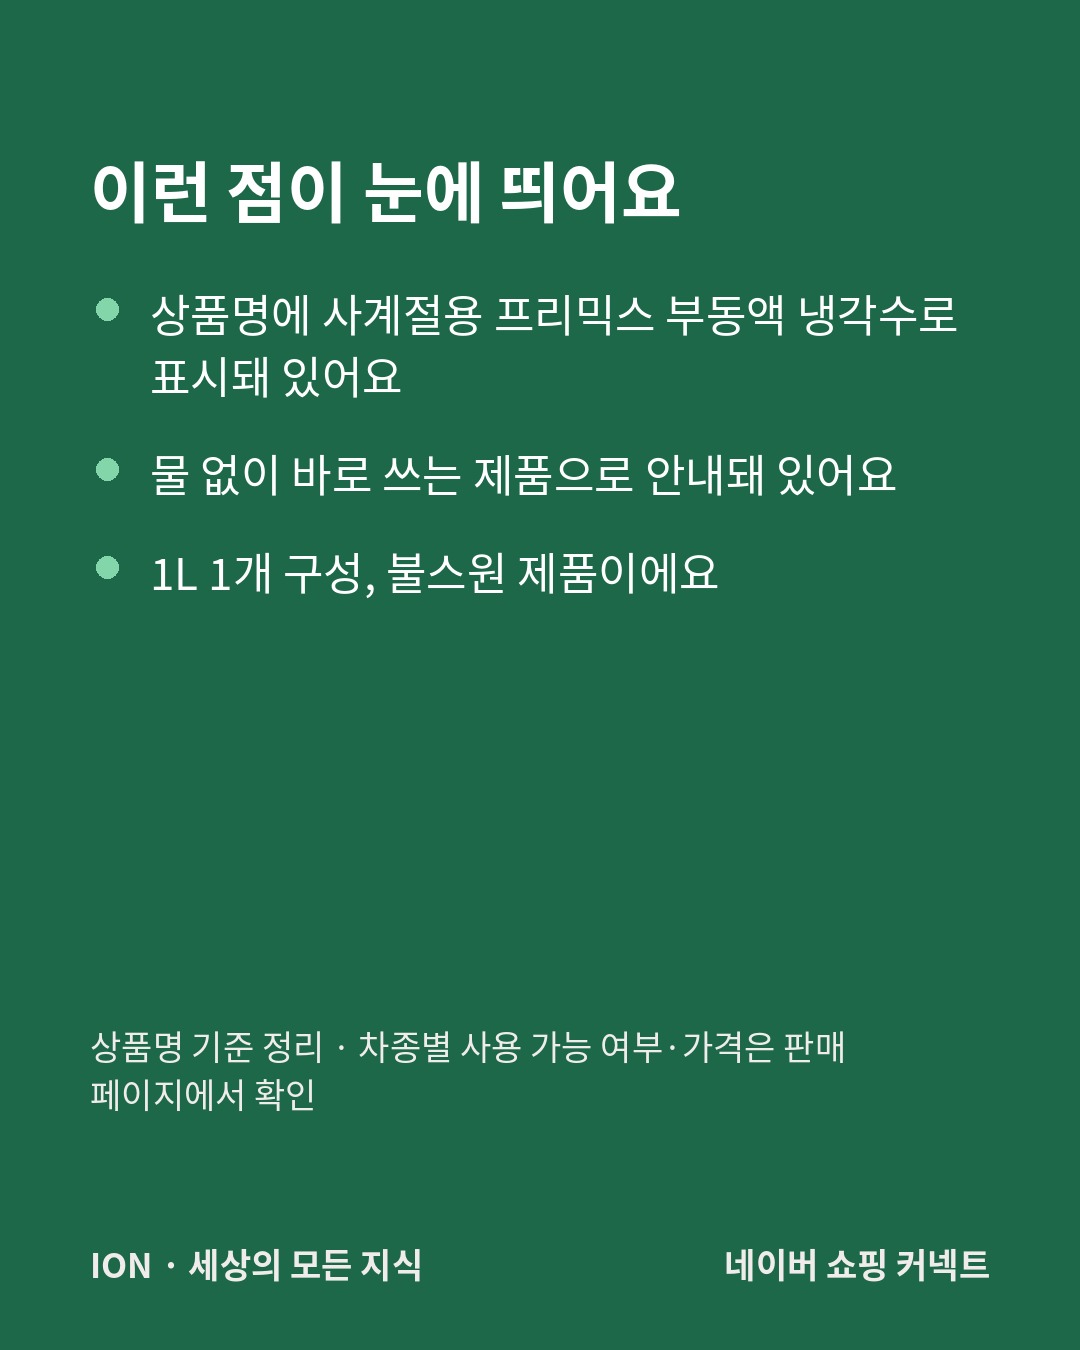 이런 점이 눈에 띄어요
상품명에 사계절용 프리믹스 부동액 냉각수로
표시돼 있어요
물 없이 바로 쓰는 제품으로 안내돼 있어요
1L 1개 구성, 불스원 제품이에요
상품명 기준 정리 · 차종별 사용 가능 여부·가격은 판매
페이지에서 확인
ION · 세상의 모든 지식
네이버 쇼핑 커넥트